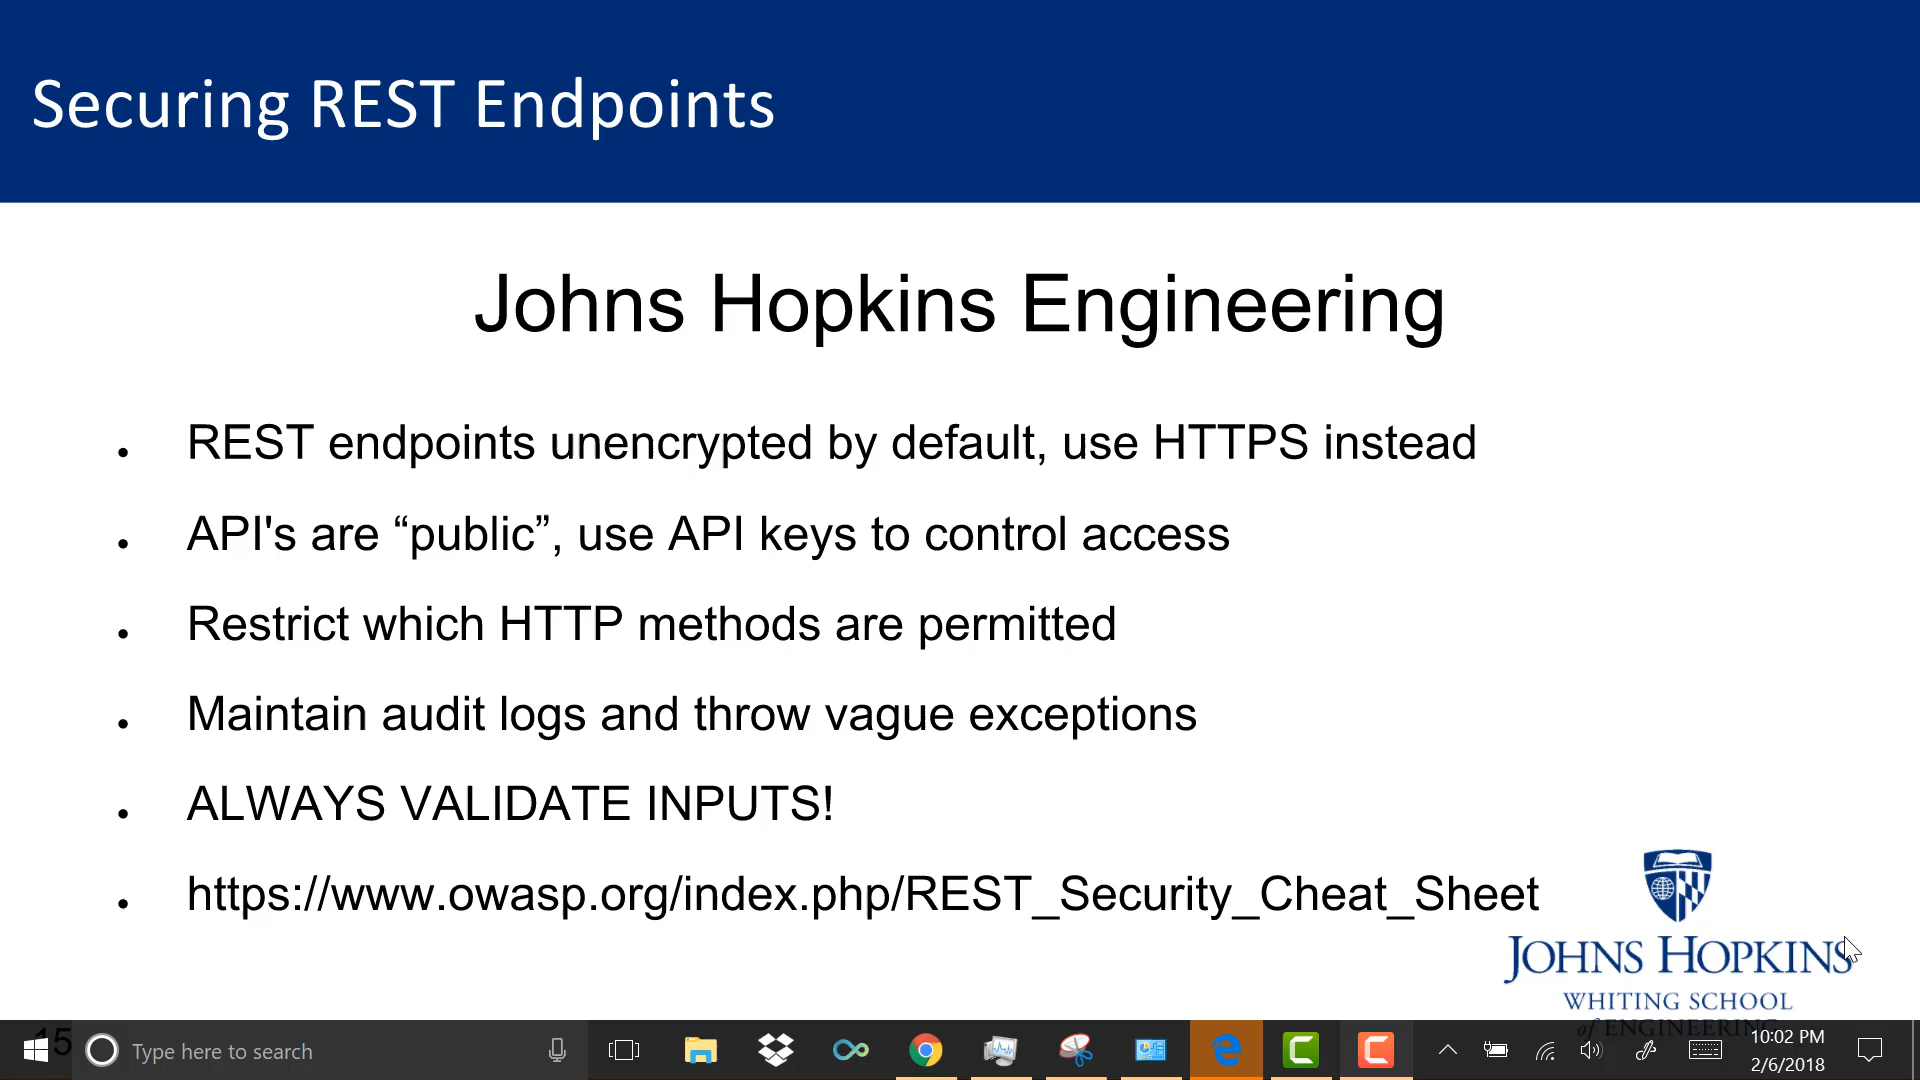 Securing REST Endpoints
Johns Hopkins Engineering
• REST endpoints unencrypted by default, use HTTPS instead
• API's are “public”, use API keys to control access
• Restrict which HTTP methods are permitted
• Maintain audit logs and throw vague exceptions
• ALWAYS VALIDATE INPUTS!
• https://www.owasp.org/index.php/REST_Security_Cheat_Sheet
JOHNS HOPKINS
WHITING SCHOOL
of ENGINEERING
15
Type here to search
10:02 PM
2/6/2018